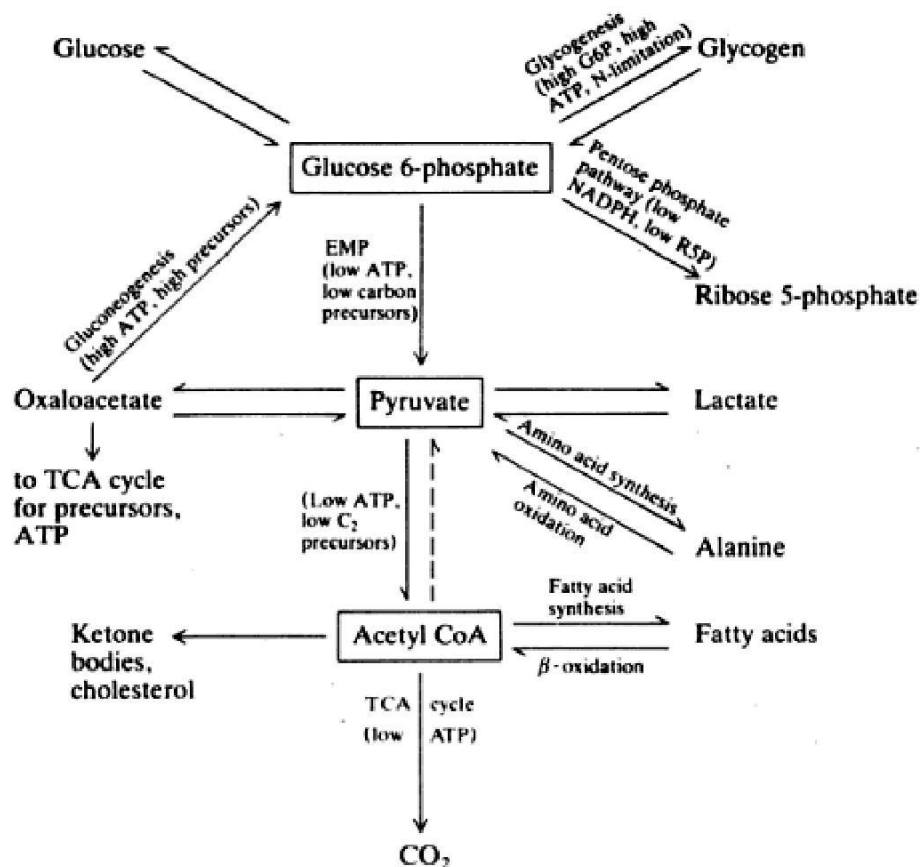 Glucose
Glycogenesis
(high G6P, high
ATP, N-limitation)
Glycogen
Glucose 6-phosphate
Pentose phosphate
pathway (low
NADPH, low R5P)
Ribose 5-phosphate
Gluconeogenesis
(high ATP, high precursors)
EMP
(low ATP,
low carbon
precursors)
Oxaloacetate
Pyruvate
Lactate
to TCA cycle
for precursors,
ATP
(Low ATP,
low C₂
precursors)
Amino acid synthesis
Amino acid
oxidation
Alanine
Ketone
bodies,
cholesterol
Acetyl CoA
Fatty acid
synthesis
β-oxidation
Fatty acids
TCA cycle
(low ATP)
CO₂